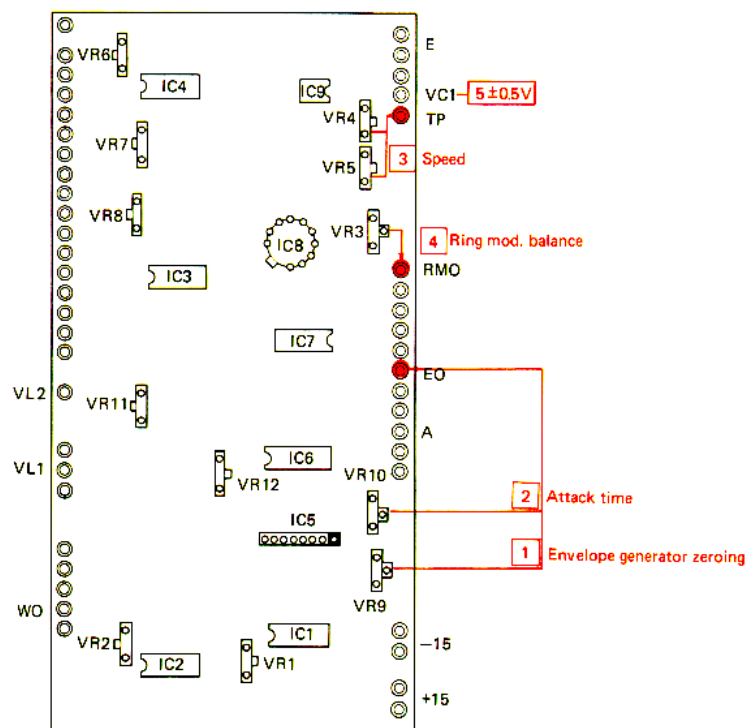 E
VR6
IC4
IC9
VC1 5±0.5V
VR4
TP
VR7
3 Speed
VR5
VR8
VR3
4 Ring mod. balance
IC8
RMO
IC3
IC7
EO
VL2
VR11
A
IC6
VL1
VR10
VR12
2 Attack time
IC5
1 Envelope generator zeroing
VR9
WO
IC1
-15
VR2
IC2
VR1
+15